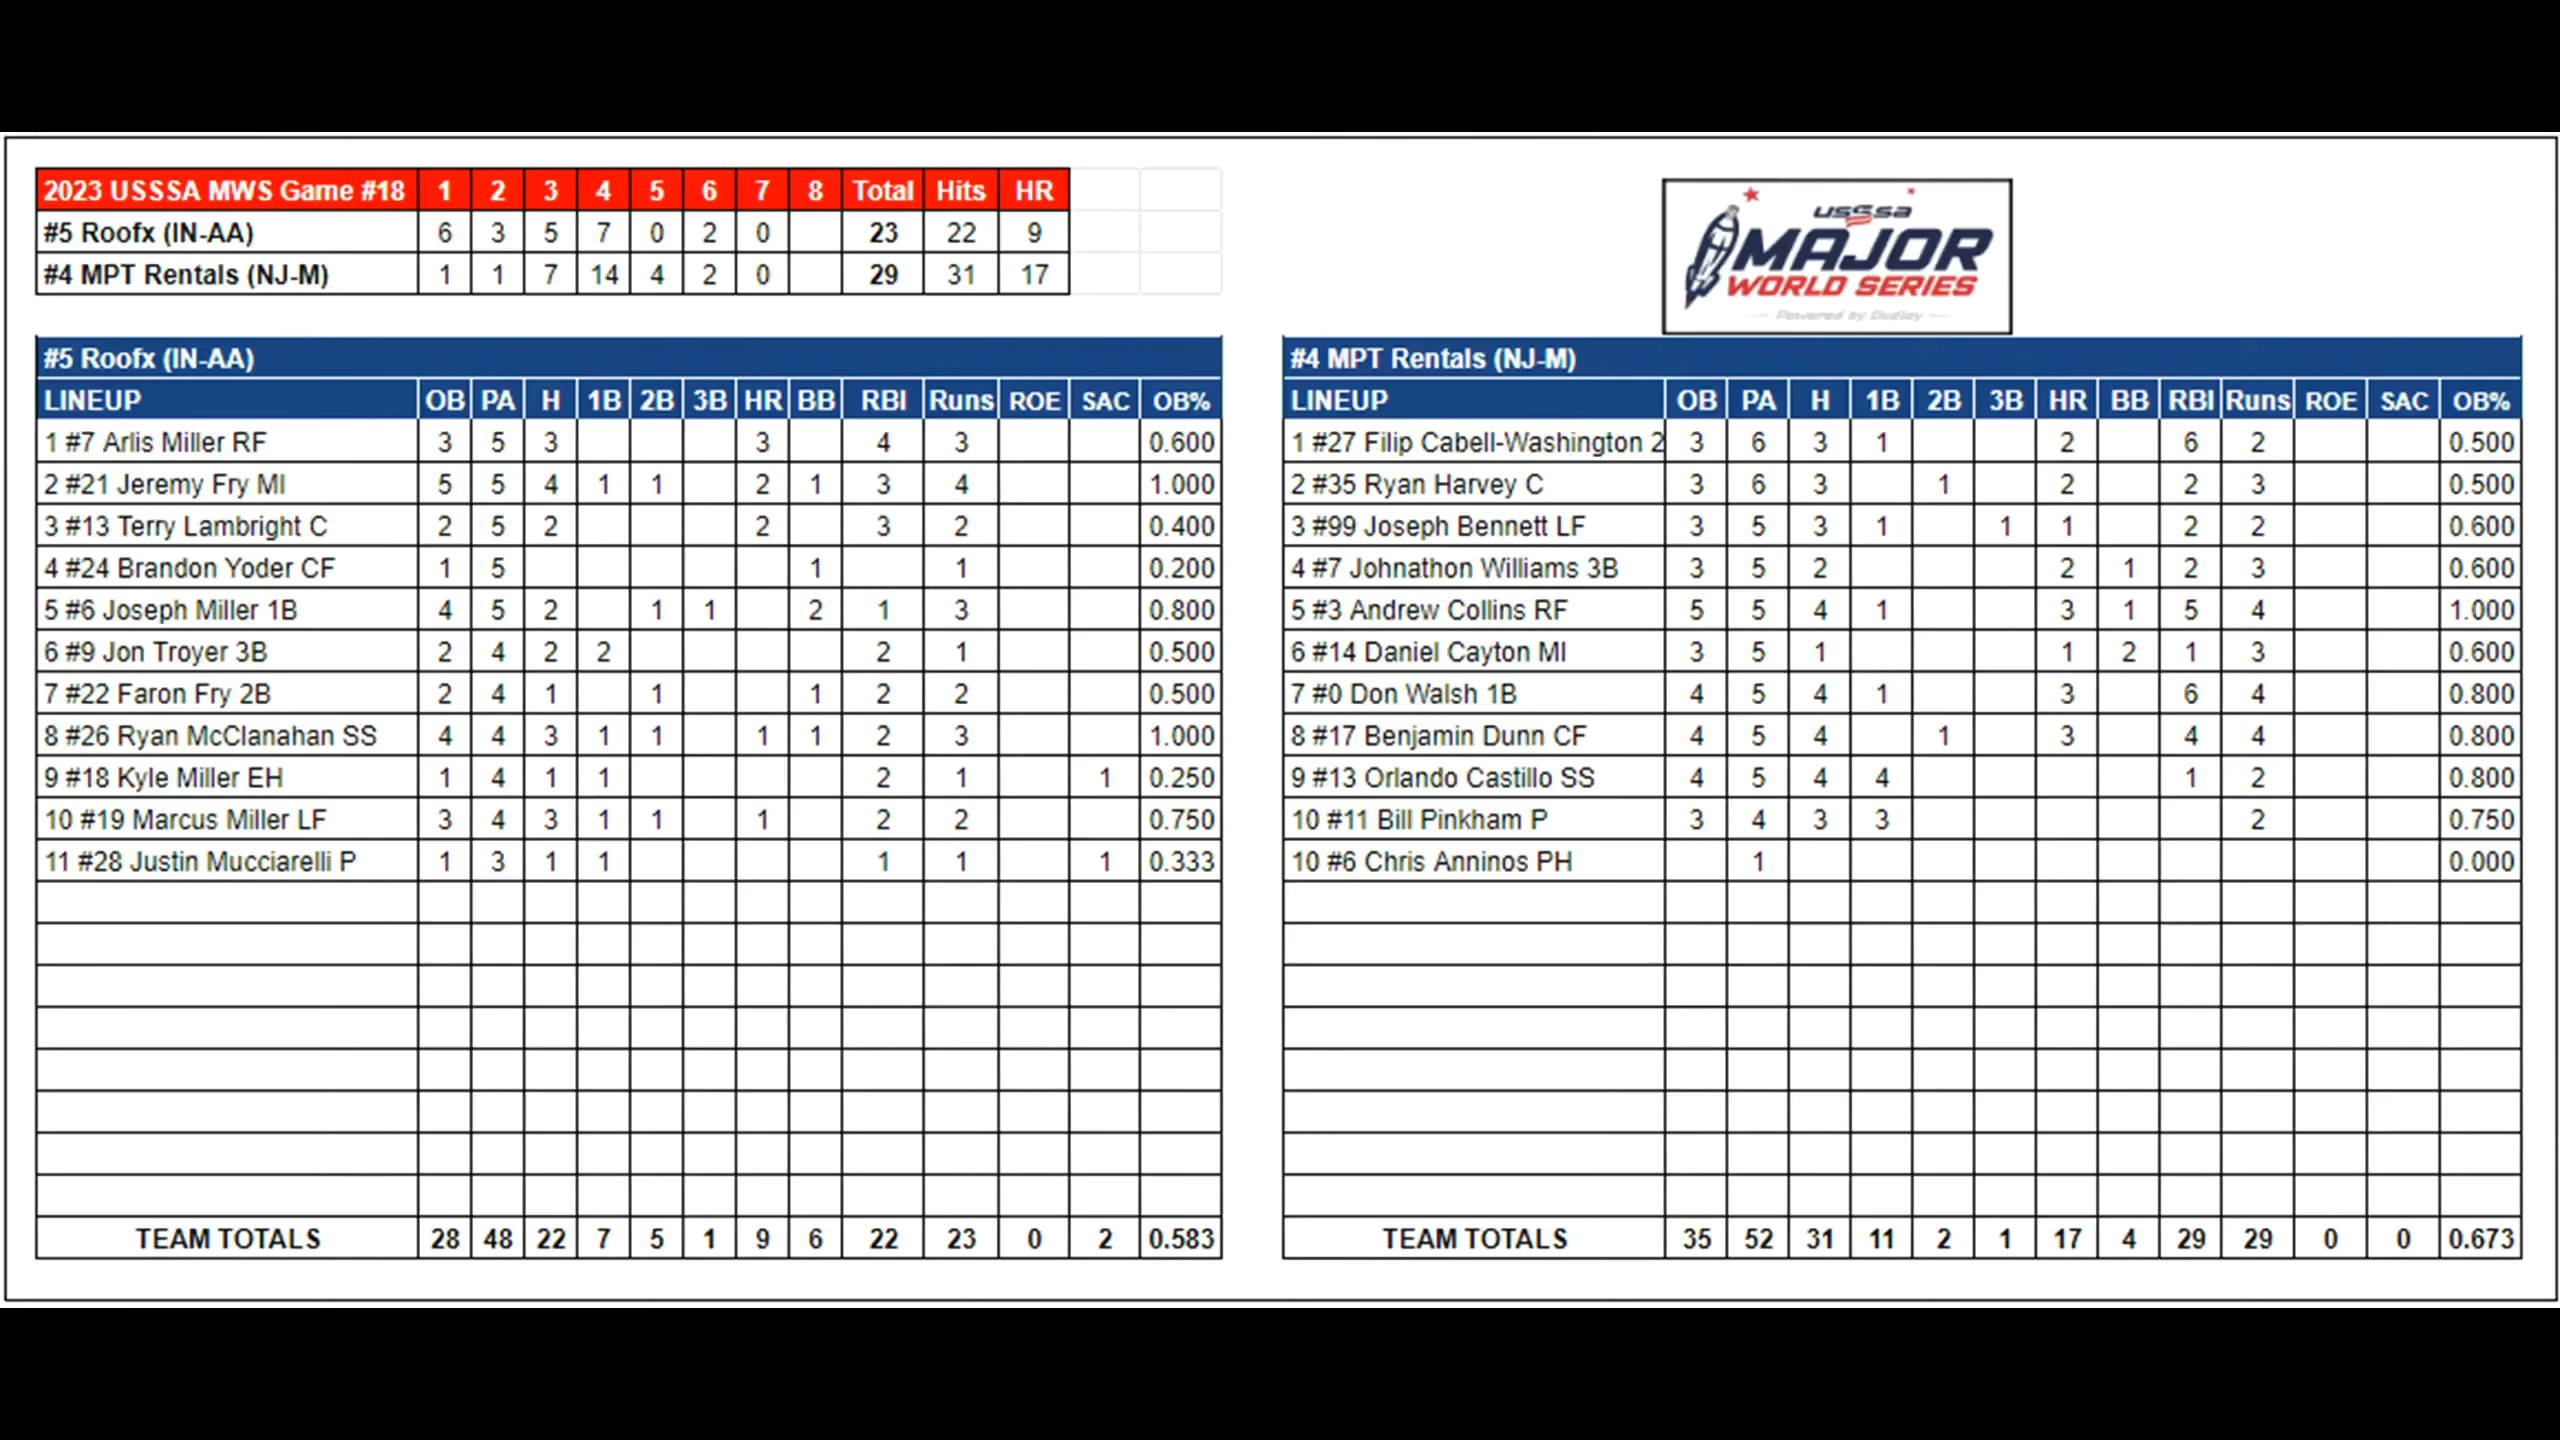 2023 USSSA MWS Game #18 1 2 3 4 5 6 7 8 Total Hits HR
#5 Roofx (IN-AA) 6 3 5 7 0 2 0 23 22 9
#4 MPT Rentals (NJ-M) 1 1 7 14 4 2 0 29 31 17
USSSA
MAJOR
WORLD SERIES
Powered by Dudley
#5 Roofx (IN-AA)
LINEUP OB PA H 1B 2B 3B HR BB RBI Runs ROE SAC OB%
1 #7 Arlis Miller RF 3 5 3 3 4 3 0.600
2 #21 Jeremy Fry MI 5 5 4 1 1 2 1 3 4 1.000
3 #13 Terry Lambright C 2 5 2 2 3 2 0.400
4 #24 Brandon Yoder CF 1 5 1 1 0.200
5 #6 Joseph Miller 1B 4 5 2 1 1 2 1 3 0.800
6 #9 Jon Troyer 3B 2 4 2 2 2 1 0.500
7 #22 Faron Fry 2B 2 4 1 1 1 2 2 0.500
8 #26 Ryan McClanahan SS 4 4 3 1 1 1 1 2 3 1.000
9 #18 Kyle Miller EH 1 4 1 1 2 1 1 0.250
10 #19 Marcus Miller LF 3 4 3 1 1 1 2 2 0.750
11 #28 Justin Mucciarelli P 1 3 1 1 1 1 1 0.333
TEAM TOTALS 28 48 22 7 5 1 9 6 22 23 0 2 0.583
#4 MPT Rentals (NJ-M)
LINEUP OB PA H 1B 2B 3B HR BB RBI Runs ROE SAC OB%
1 #27 Filip Cabell-Washington 2 3 6 3 1 2 6 2 0.500
2 #35 Ryan Harvey C 3 6 3 1 2 2 3 0.500
3 #99 Joseph Bennett LF 3 5 3 1 1 1 2 2 0.600
4 #7 Johnathon Williams 3B 3 5 2 2 1 2 3 0.600
5 #3 Andrew Collins RF 5 5 4 1 3 1 5 4 1.000
6 #14 Daniel Cayton MI 3 5 1 1 2 1 3 0.600
7 #0 Don Walsh 1B 4 5 4 1 3 6 4 0.800
8 #17 Benjamin Dunn CF 4 5 4 1 3 4 4 0.800
9 #13 Orlando Castillo SS 4 5 4 4 1 2 0.800
10 #11 Bill Pinkham P 3 4 3 3 2 0.750
10 #6 Chris Anninos PH 1 0.000
TEAM TOTALS 35 52 31 11 2 1 17 4 29 29 0 0 0.673